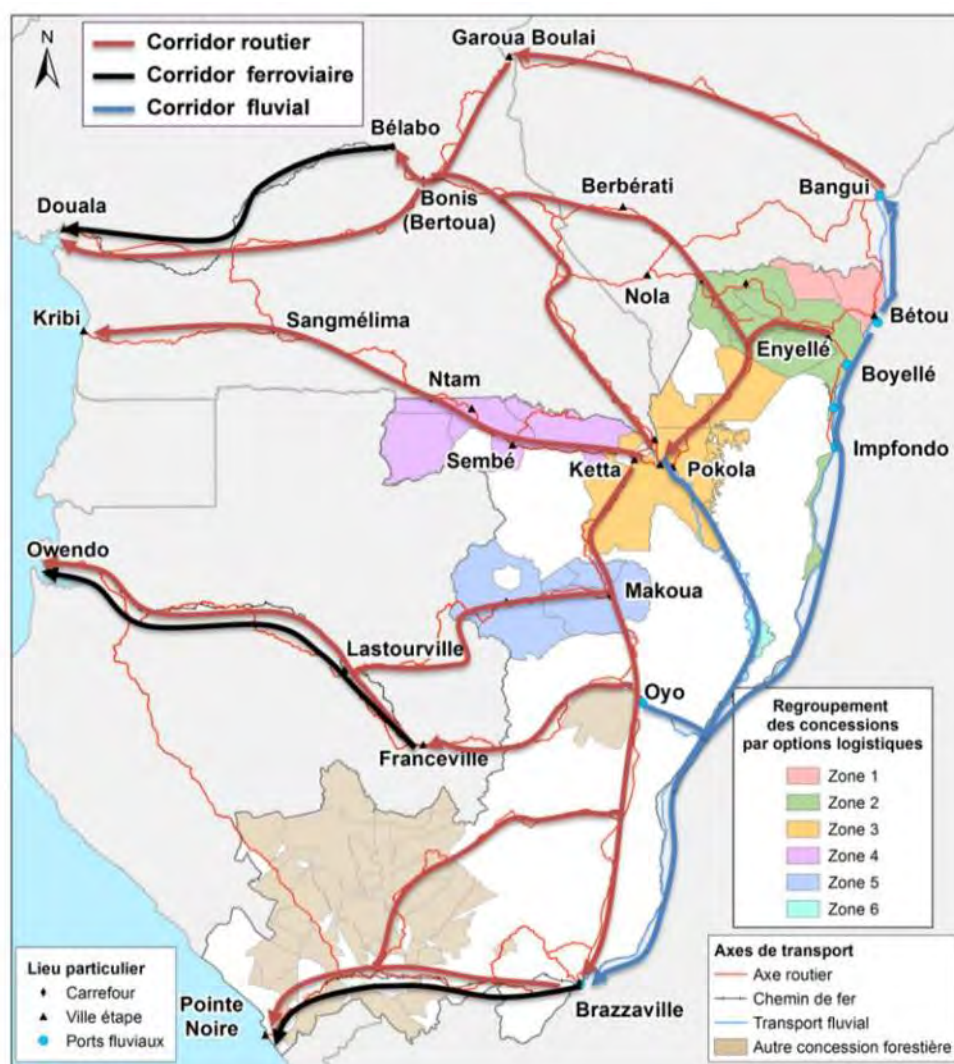 N
Corridor routier
Corridor ferroviaire
Corridor fluvial
Garoua Boulai
Bélabo
Bonis
(Bertoua)
Berbérati
Bangui
Douala
Nola
Bétou
Kribi
Sangmélima
Enyellé
Boyellé
Ntam
Sembé
Ketta
Pokola
Impfondo
Owendo
Makoua
Lastourville
Oyo
Franceville
Regroupement
des concessions
par options logistiques
Zone 1
Zone 2
Zone 3
Zone 4
Zone 5
Zone 6
Lieu particulier
Carrefour
Ville étape
Ports fluviaux
Pointe
Noire
Brazzaville
Axes de transport
Axe routier
Chemin de fer
Transport fluvial
Autre concession forestière